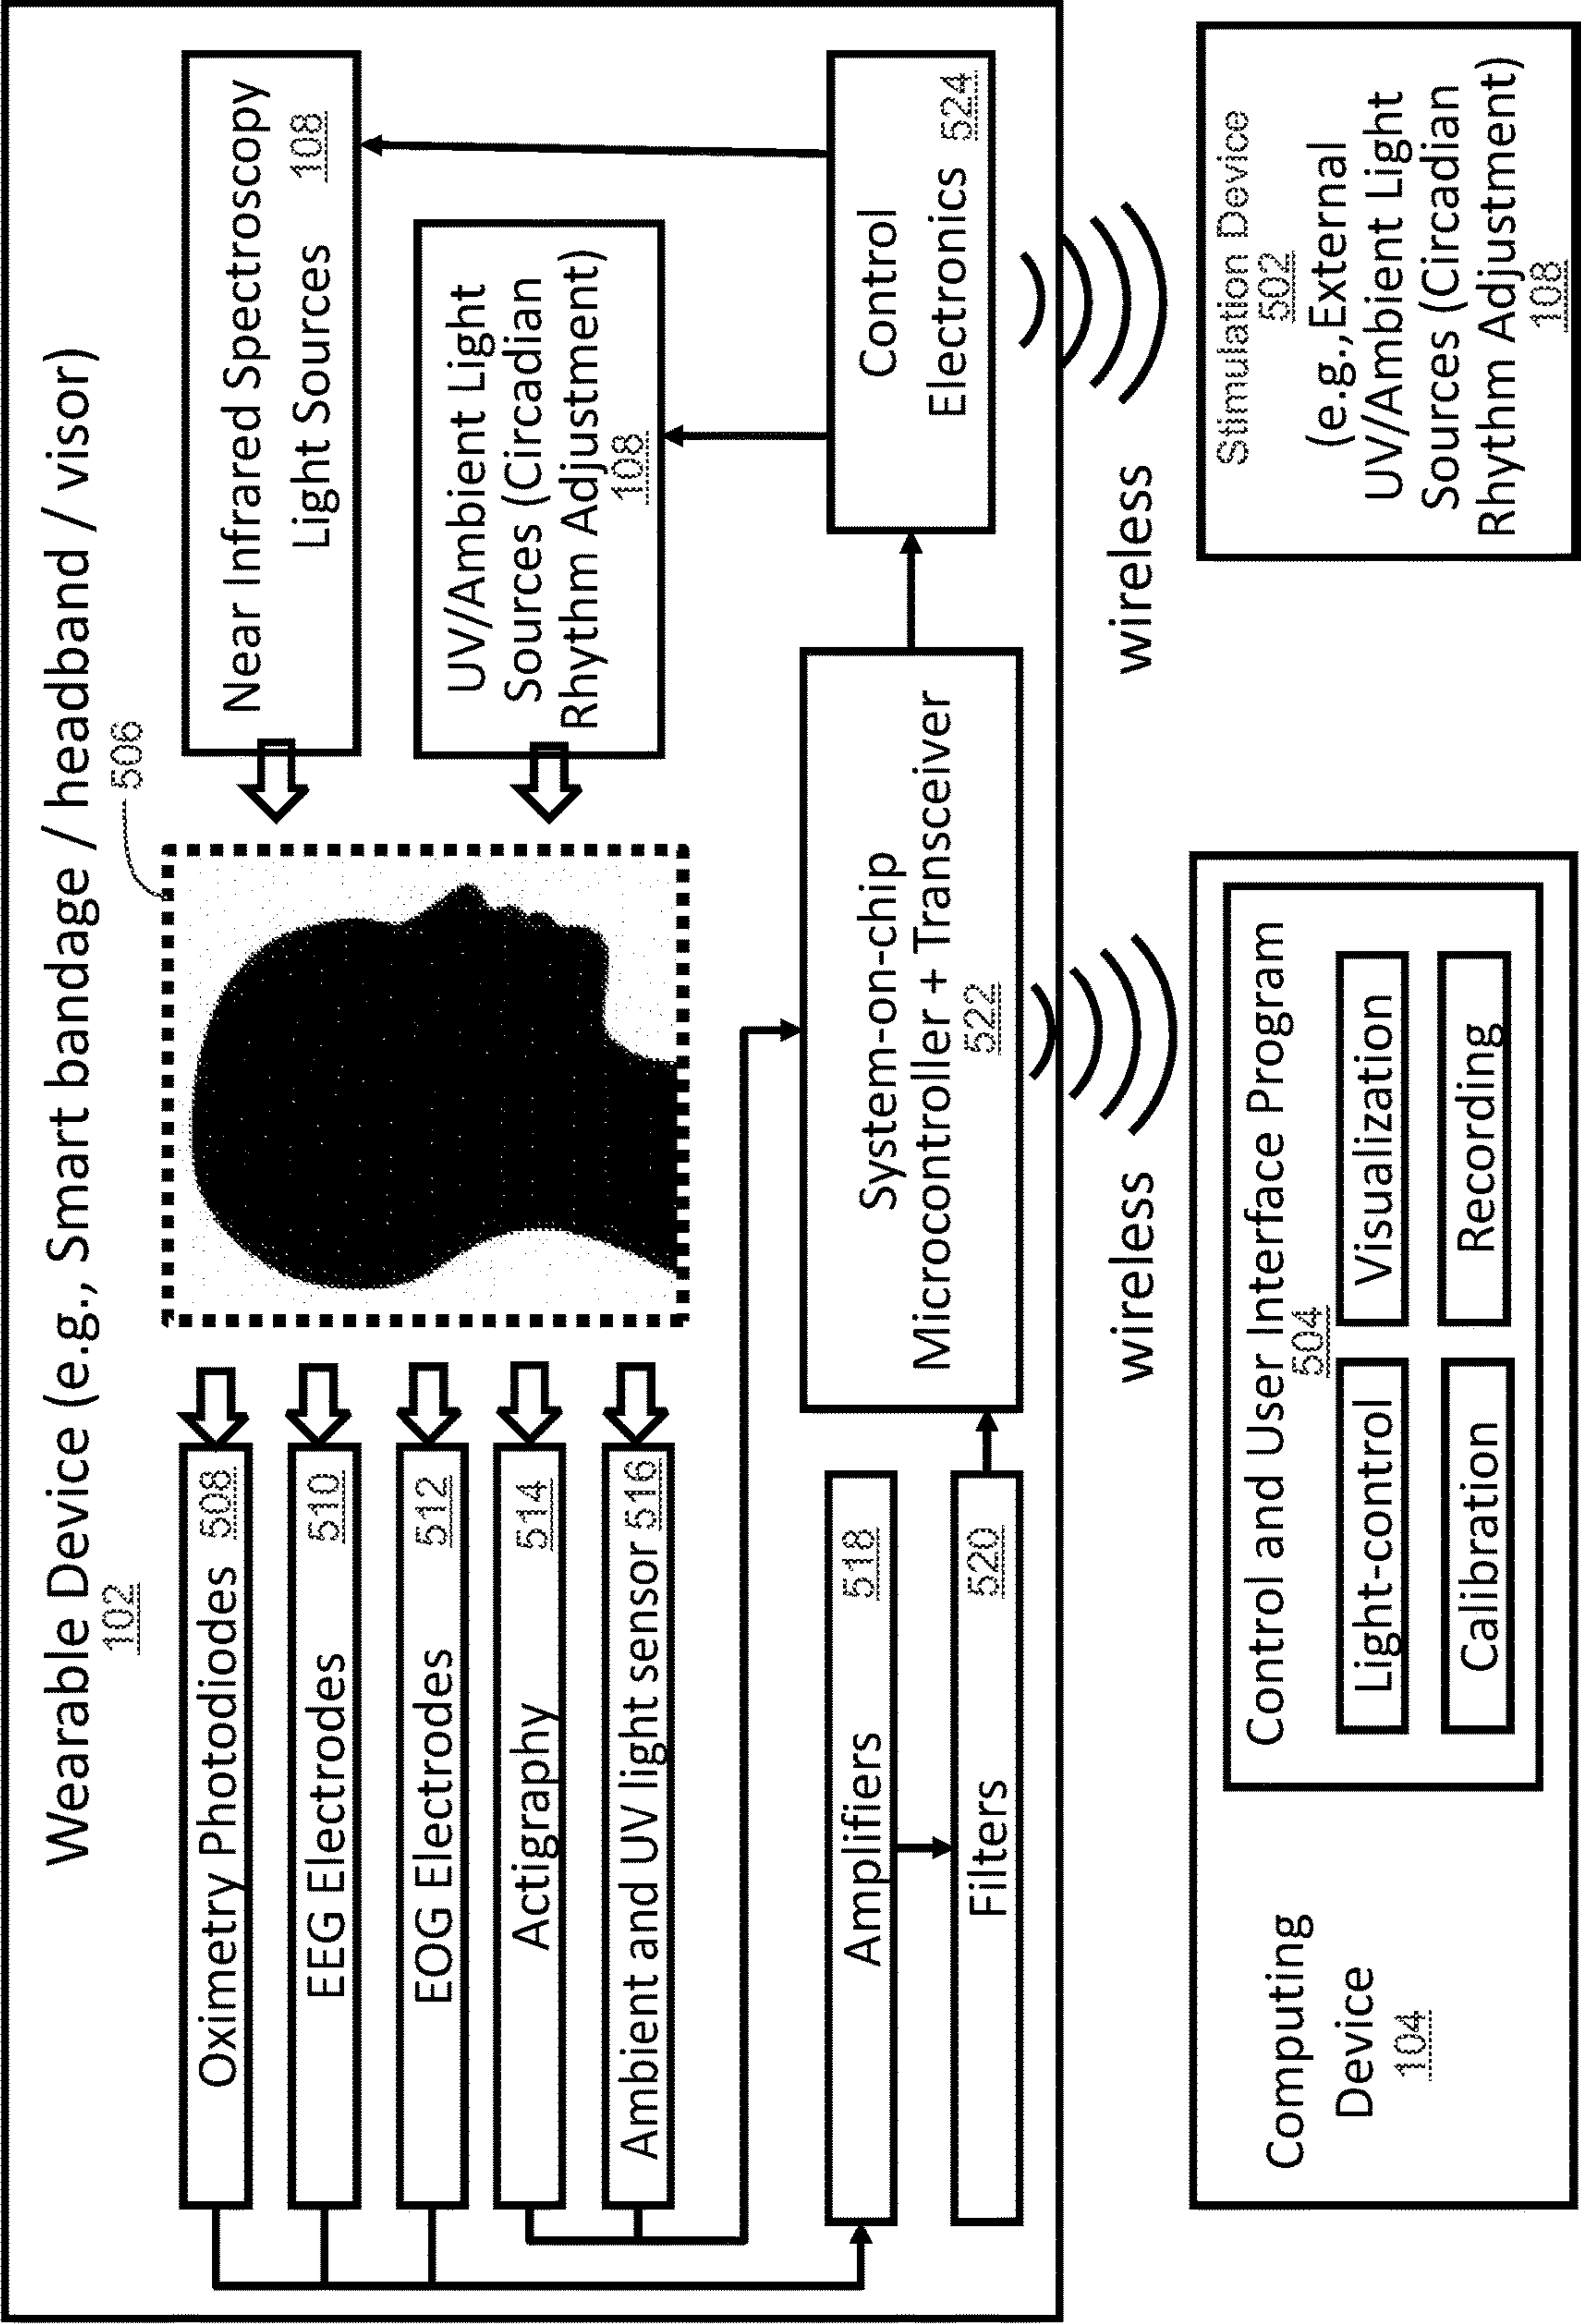 Wearable Device (e.g., Smart bandage / headband / visor)
102
506
Oximetry Photodiodes 508
EEG Electrodes 510
EOG Electrodes 512
Actigraphy 514
Ambient and UV light sensor 516
Near Infrared Spectroscopy
Light Sources 108
UV/Ambient Light
Sources (Circadian
Rhythm Adjustment)
108
Amplifiers 518
Filters 520
System-on-chip
Microcontroller + Transceiver
522
Control
Electronics 524
wireless
wireless
Computing
Device
104
Control and User Interface Program
504
Light-control
Visualization
Calibration
Recording
Stimulation Device
502
(e.g.,External
UV/Ambient Light
Sources (Circadian
Rhythm Adjustment)
108